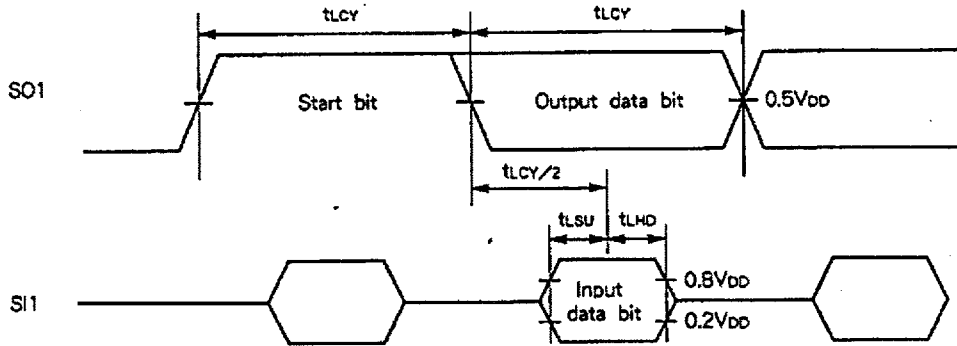 tLCY
tLCY
SO1
Start bit
Output data bit
0.5VDD
tLCY/2
tLSU
tLHD
SI1
Input
data bit
0.8VDD
0.2VDD